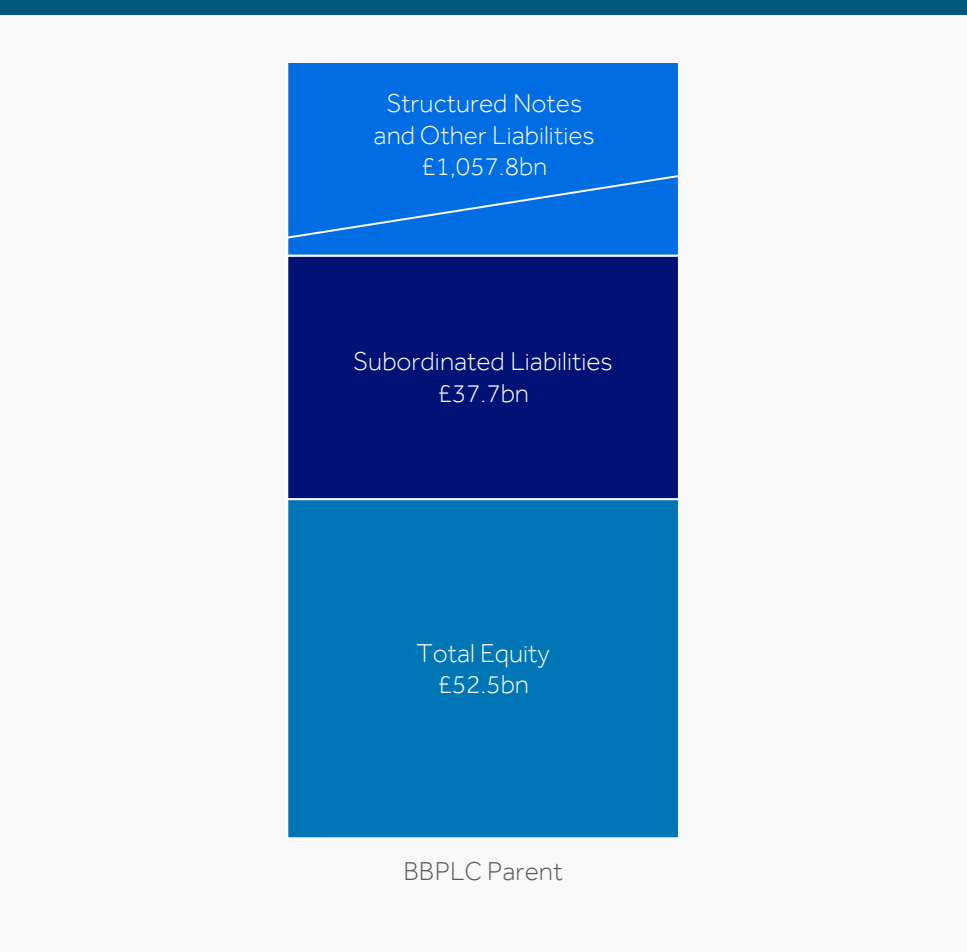 Structured Notes
and Other Liabilities
£1,057.8bn
Subordinated Liabilities
£37.7bn
Total Equity
£52.5bn
BBPLC Parent